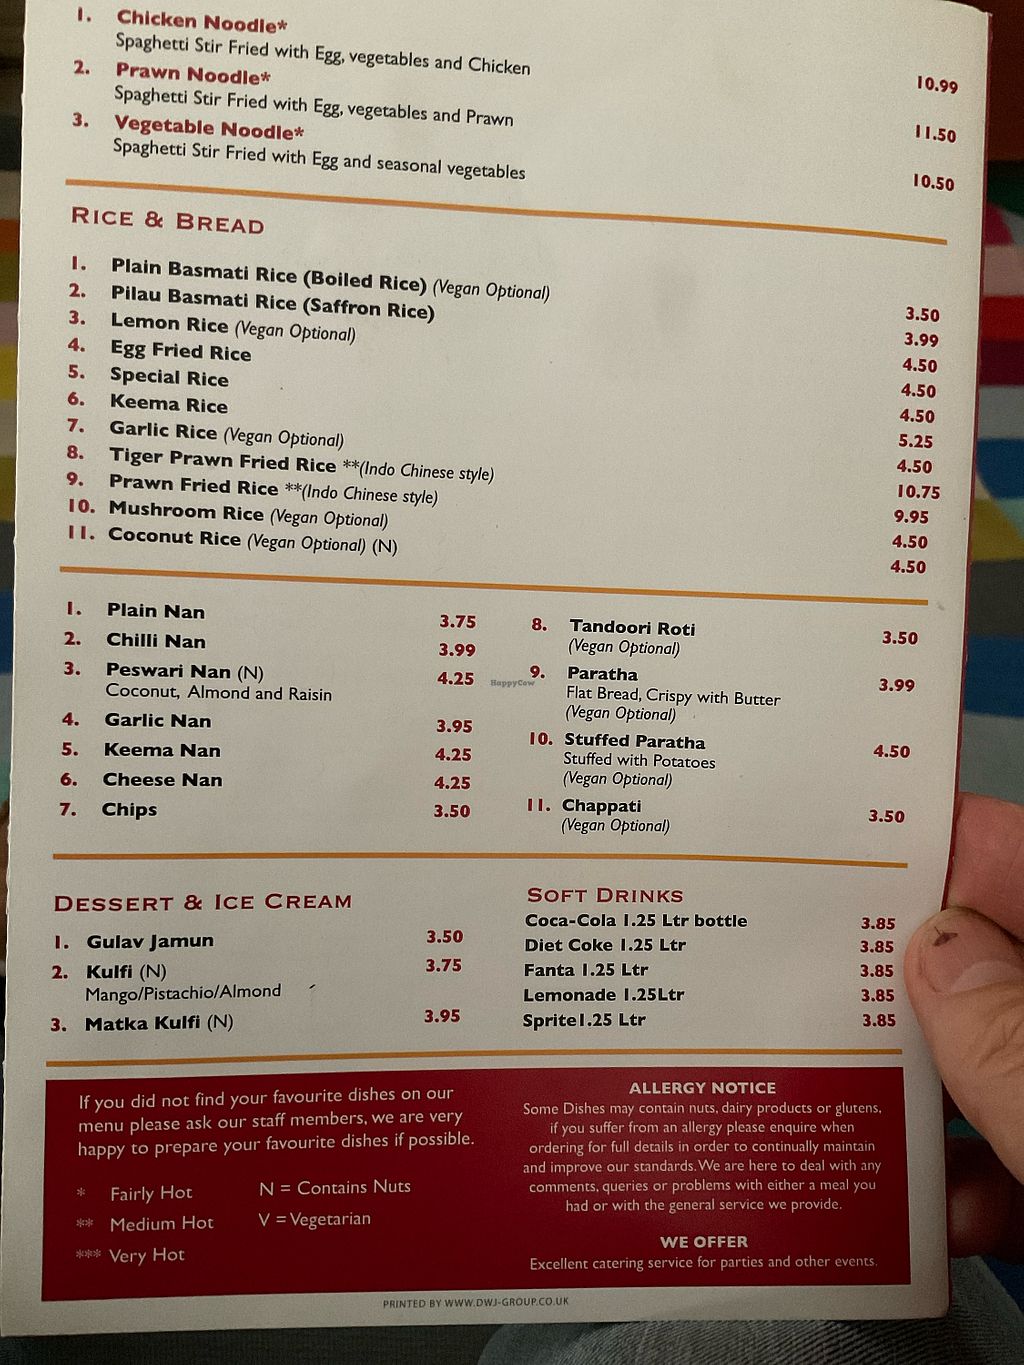 1. Chicken Noodle*
Spaghetti Stir Fried with Egg, vegetables and Chicken 10.99
2. Prawn Noodle*
Spaghetti Stir Fried with Egg, vegetables and Prawn 11.50
3. Vegetable Noodle*
Spaghetti Stir Fried with Egg and seasonal vegetables 10.50
RICE & BREAD
1. Plain Basmati Rice (Boiled Rice) (Vegan Optional) 3.50
2. Pilau Basmati Rice (Saffron Rice) 3.99
3. Lemon Rice (Vegan Optional) 4.50
4. Egg Fried Rice 4.50
5. Special Rice 4.50
6. Keema Rice 5.25
7. Garlic Rice (Vegan Optional) 4.50
8. Tiger Prawn Fried Rice **(Indo Chinese style) 10.75
9. Prawn Fried Rice **(Indo Chinese style) 9.95
10. Mushroom Rice (Vegan Optional) 4.50
11. Coconut Rice (Vegan Optional) (N) 4.50
1. Plain Nan 3.75
2. Chilli Nan 3.99
3. Peswari Nan (N) 4.25
Coconut, Almond and Raisin
4. Garlic Nan 3.95
5. Keema Nan 4.25
6. Cheese Nan 4.25
7. Chips 3.50
HappyCow
8. Tandoori Roti 3.50
(Vegan Optional)
9. Paratha 3.99
Flat Bread, Crispy with Butter
(Vegan Optional)
10. Stuffed Paratha 4.50
Stuffed with Potatoes
(Vegan Optional)
11. Chappati 3.50
(Vegan Optional)
DESSERT & ICE CREAM
1. Gulav Jamun 3.50
2. Kulfi (N) 3.75
Mango/Pistachio/Almond
3. Matka Kulfi (N) 3.95
SOFT DRINKS
Coca-Cola 1.25 Ltr bottle 3.85
Diet Coke 1.25 Ltr 3.85
Fanta 1.25 Ltr 3.85
Lemonade 1.25Ltr 3.85
Sprite1.25 Ltr 3.85
If you did not find your favourite dishes on our
menu please ask our staff members, we are very
happy to prepare your favourite dishes if possible.
* Fairly Hot N = Contains Nuts
** Medium Hot V = Vegetarian
*** Very Hot
ALLERGY NOTICE
Some Dishes may contain nuts, dairy products or glutens,
if you suffer from an allergy please enquire when
ordering for full details in order to continually maintain
and improve our standards. We are here to deal with any
comments, queries or problems with either a meal you
had or with the general service we provide.
WE OFFER
Excellent catering service for parties and other events.
PRINTED BY WWW.DWJ-GROUP.CO.UK